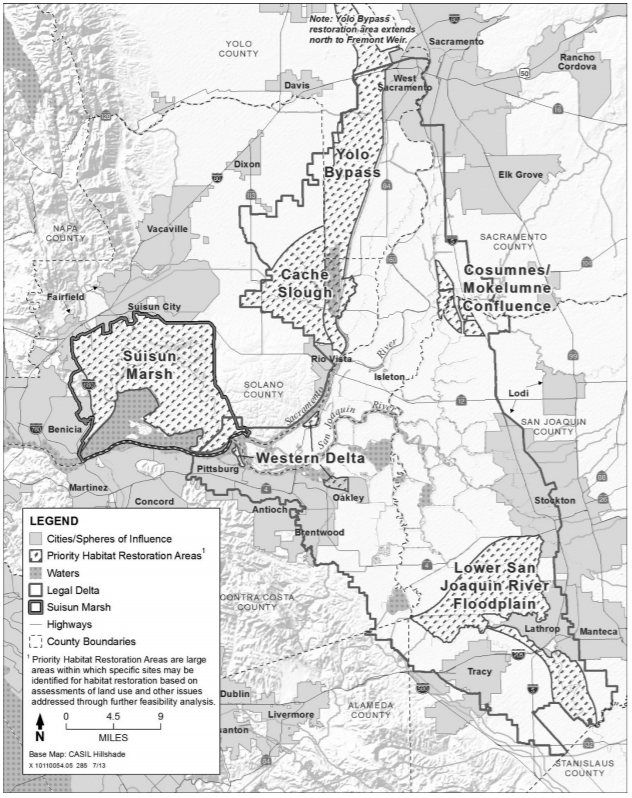 Note: Yolo Bypass
restoration area extends
north to Fremont Weir.
YOLO
COUNTY
Sacramento
Rancho
Cordova
50
Davis
West
Sacramento
Dixon
Yolo
Bypass
Elk Grove
NAPA
COUNTY
Vacaville
SACRAMENTO
COUNTY
Cache
Slough
Cosumnes/
Mokelumne
Confluence
Fairfield
Suisun City
Suisun
Marsh
Rio Vista
River
Isleton
SOLANO
COUNTY
Sacramento
San Joaquin
River
Lodi
SAN JOAQUIN
COUNTY
Benicia
Western Delta
Pittsburg
Martinez
Concord
Antioch
Oakley
Stockton
Brentwood
LEGEND
Cities/Spheres of Influence
Priority Habitat Restoration Areas1
Waters
Legal Delta
Suisun Marsh
Highways
County Boundaries
1 Priority Habitat Restoration Areas are large
areas within which specific sites may be
identified for habitat restoration based on
assessments of land use and other issues
addressed through further feasibility analysis.
0 4.5 9
MILES
N
Base Map: CASIL Hillshade
X 10110054.05 285 7/13
CONTRA COSTA
COUNTY
Lower San
Joaquin River
Floodplain
Lathrop
Manteca
Tracy
Dublin
Livermore
ALAMEDA
COUNTY
STANISLAUS
COUNTY